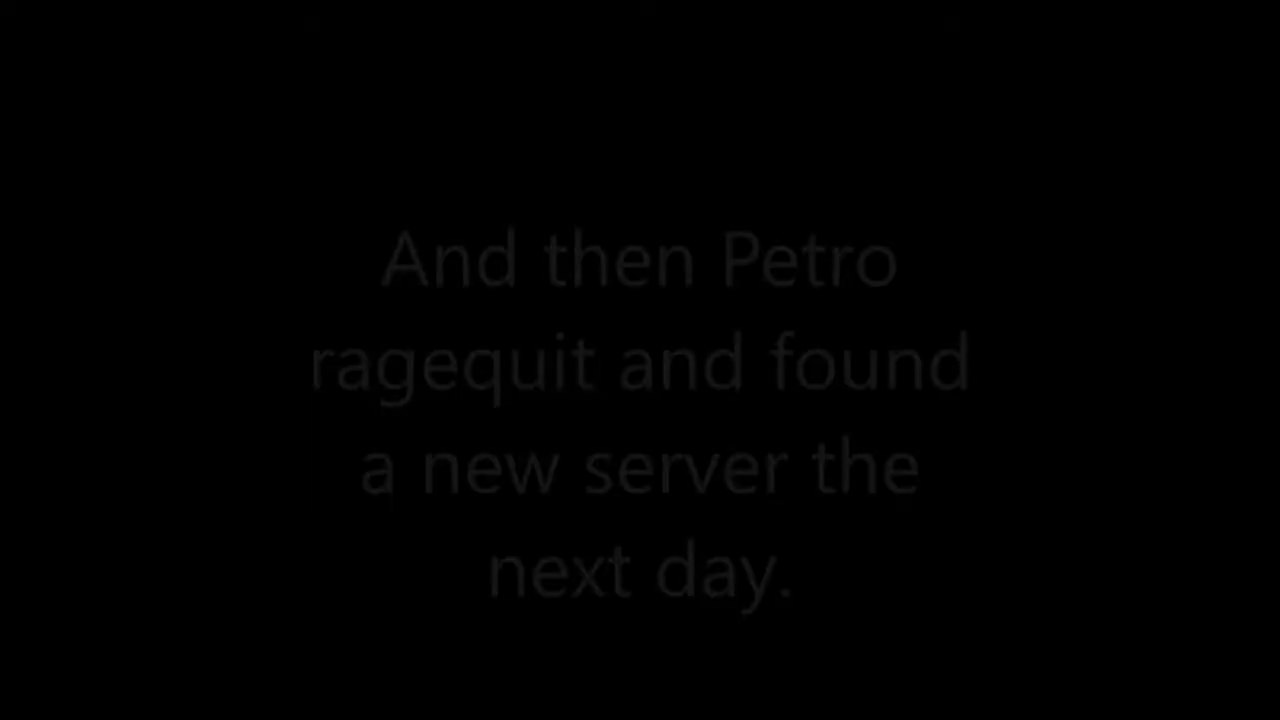 And then Petro
ragequit and found
a new server the
next day.